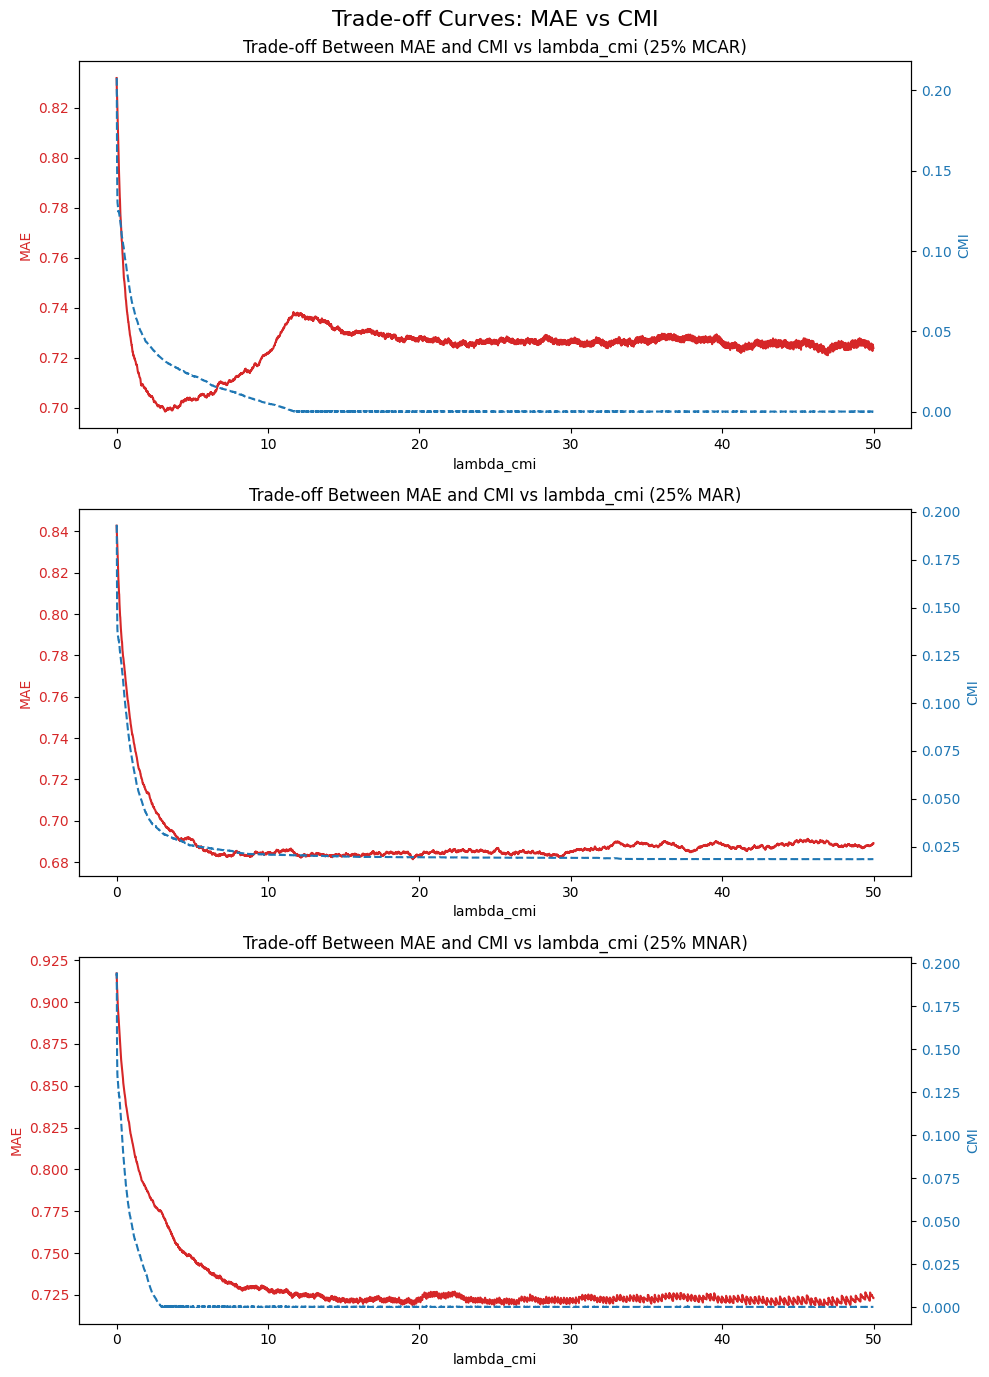 Trade-off Curves: MAE vs CMI
Trade-off Between MAE and CMI vs lambda_cmi (25% MCAR)
0.82
0.80
0.78
0.76
0.74
0.72
0.70
MAE
0.20
0.15
0.10
0.05
0.00
CMI
0 10 20 30 40 50
lambda_cmi
Trade-off Between MAE and CMI vs lambda_cmi (25% MAR)
0.84
0.82
0.80
0.78
0.76
0.74
0.72
0.70
0.68
MAE
0.200
0.175
0.150
0.125
0.100
0.075
0.050
0.025
CMI
0 10 20 30 40 50
lambda_cmi
Trade-off Between MAE and CMI vs lambda_cmi (25% MNAR)
0.925
0.900
0.875
0.850
0.825
0.800
0.775
0.750
0.725
MAE
0.200
0.175
0.150
0.125
0.100
0.075
0.050
0.025
0.000
CMI
0 10 20 30 40 50
lambda_cmi